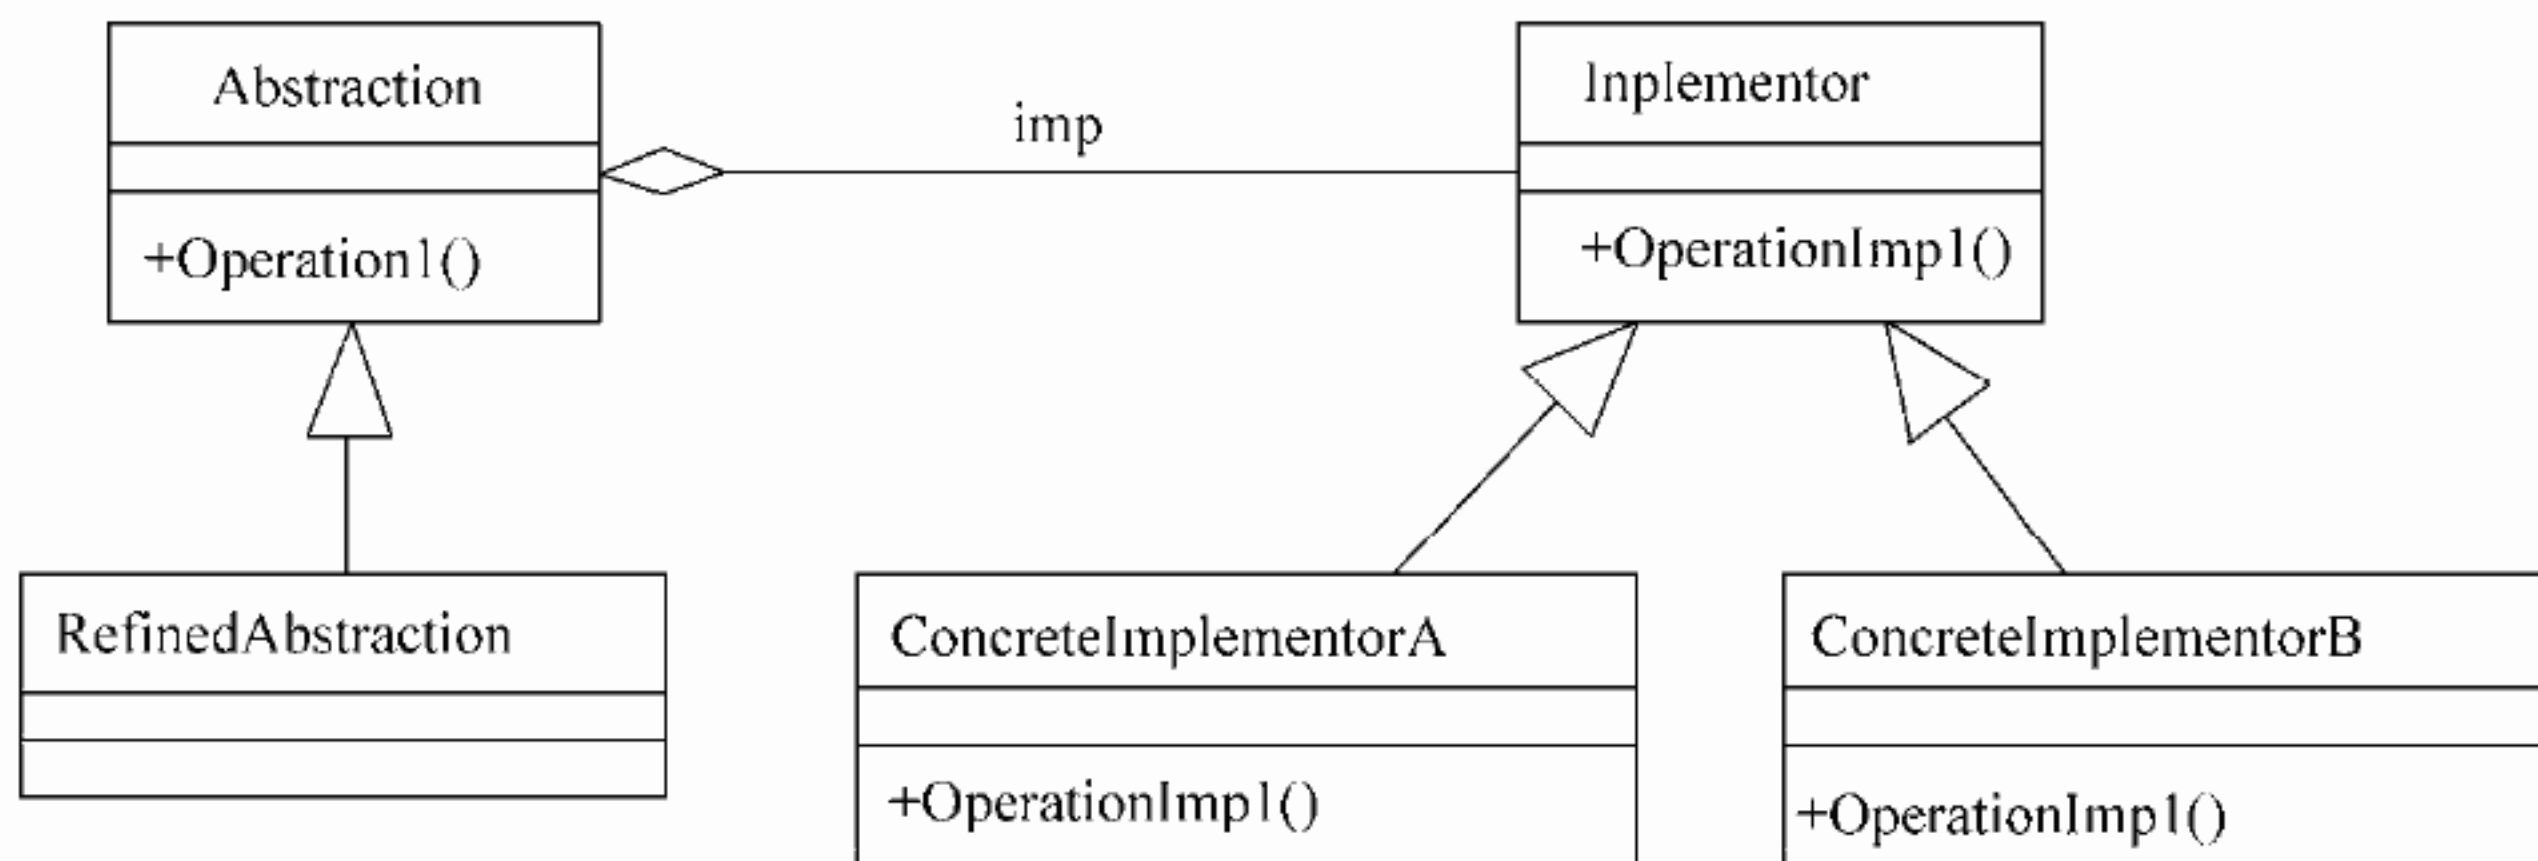 Abstraction
Inplementor
imp
+Operation1()
+OperationImp1()
RefinedAbstraction
ConcreteImplementorA
ConcreteImplementorB
+OperationImp1()
+OperationImp1()